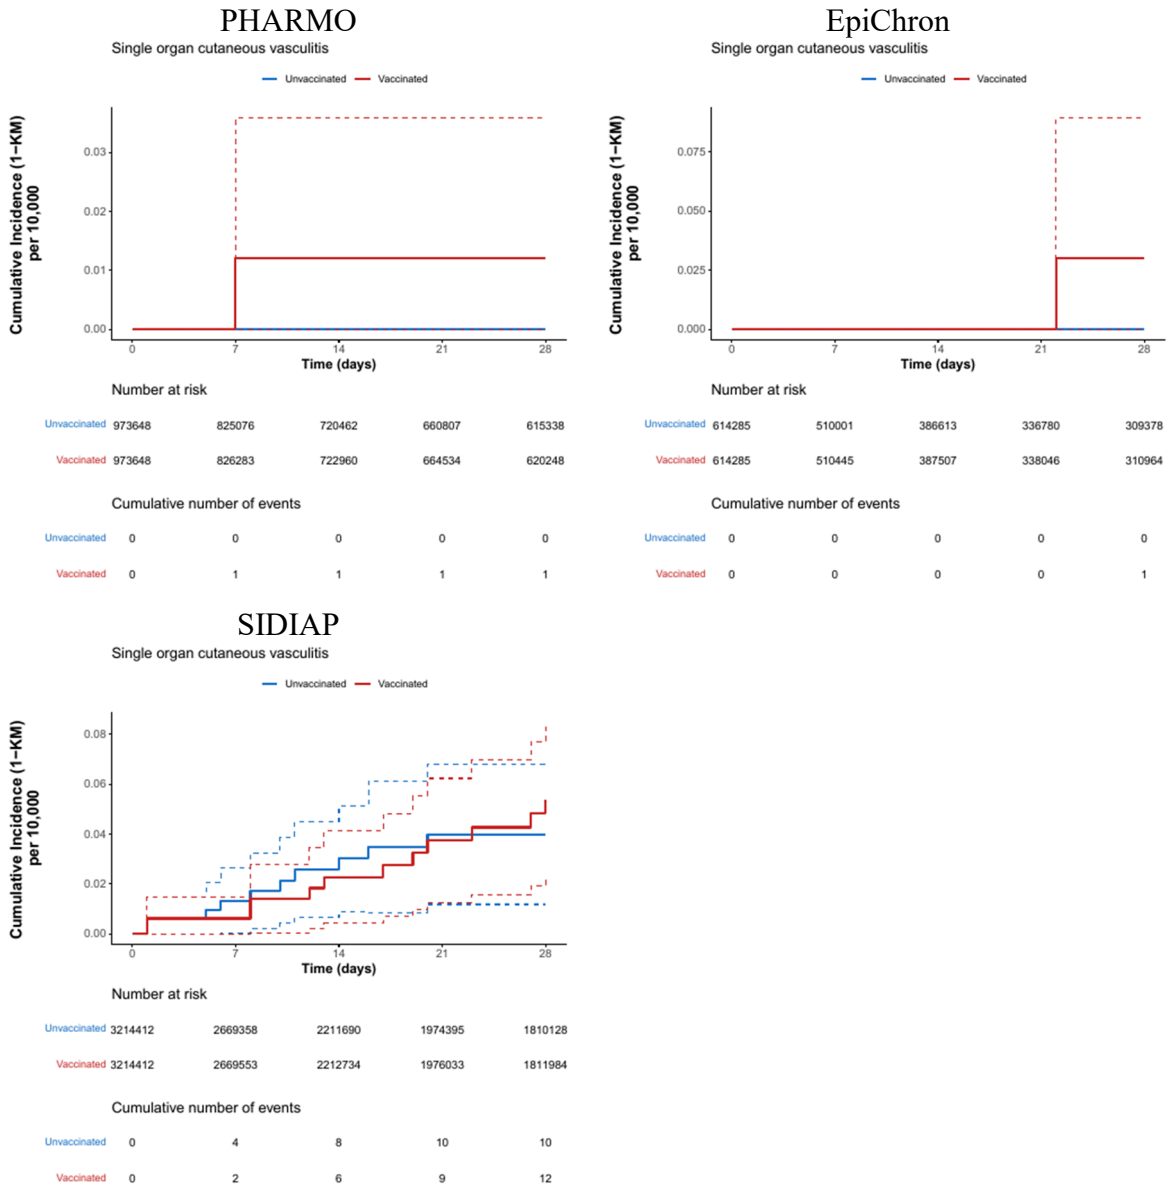 PHARMO
Single organ cutaneous vasculitis
Unvaccinated Vaccinated
Cumulative Incidence (1−KM)
per 10,000
0.03
0.02
0.01
0.00
0 7 14 21 28
Time (days)
Number at risk
Unvaccinated 973648 825076 720462 660807 615338
Vaccinated 973648 826283 722960 664534 620248
Cumulative number of events
Unvaccinated 0 0 0 0 0
Vaccinated 0 1 1 1 1
EpiChron
Single organ cutaneous vasculitis
Unvaccinated Vaccinated
Cumulative Incidence (1−KM)
per 10,000
0.075
0.050
0.025
0.000
0 7 14 21 28
Time (days)
Number at risk
Unvaccinated 614285 510001 386613 336780 309378
Vaccinated 614285 510445 387507 338046 310964
Cumulative number of events
Unvaccinated 0 0 0 0 0
Vaccinated 0 0 0 0 1
SIDIAP
Single organ cutaneous vasculitis
Unvaccinated Vaccinated
Cumulative Incidence (1−KM)
per 10,000
0.08
0.06
0.04
0.02
0.00
0 7 14 21 28
Time (days)
Number at risk
Unvaccinated 3214412 2669358 2211690 1974395 1810128
Vaccinated 3214412 2669553 2212734 1976033 1811984
Cumulative number of events
Unvaccinated 0 4 8 10 10
Vaccinated 0 2 6 9 12